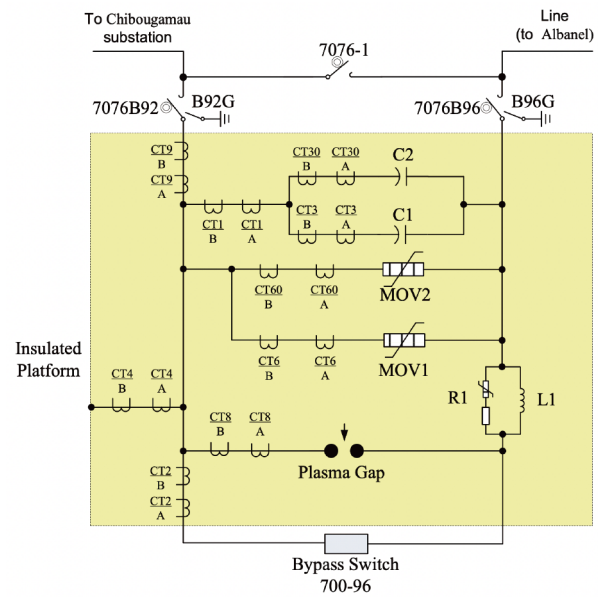 To Chibougamau
substation
Line
(to Albanel)
7076-1
7076B92
B92G
7076B96
B96G
CT9
B
CT9
A
CT30
B
CT30
A
C2
CT1
B
CT1
A
CT3
B
CT3
A
C1
CT60
B
CT60
A
MOV2
CT6
B
CT6
A
MOV1
Insulated
Platform
CT4
B
CT4
A
R1
L1
CT8
B
CT8
A
Plasma Gap
CT2
B
CT2
A
Bypass Switch
700-96